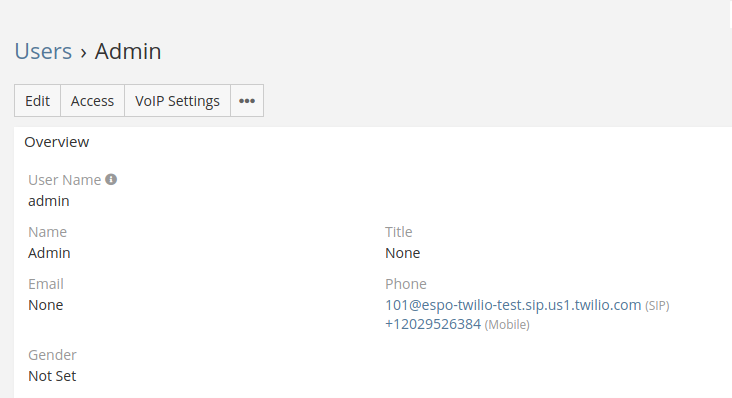 Users › Admin
Edit Access VoIP Settings •••
Overview
User Name
admin
Name Title
Admin None
Email Phone
None 101@espo-twilio-test.sip.us1.twilio.com (SIP)
+12029526384 (Mobile)
Gender
Not Set